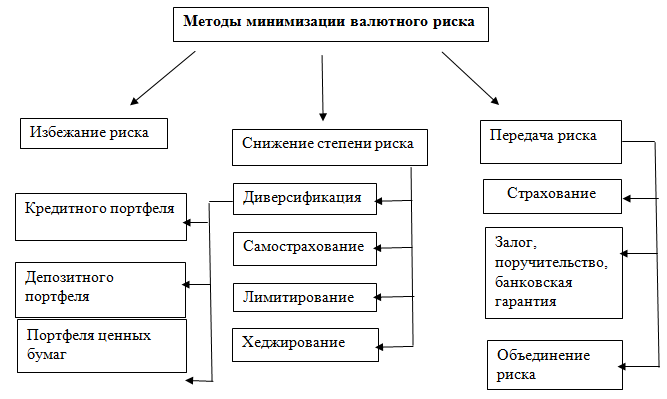 Методы минимизации валютного риска
Избежание риска
Снижение степени риска
Передача риска
Кредитного портфеля
Депозитного
портфеля
Портфеля ценных
бумаг
Диверсификация
Самострахование
Лимитирование
Хеджирование
Страхование
Залог,
поручительство,
банковская
гарантия
Объединение
риска